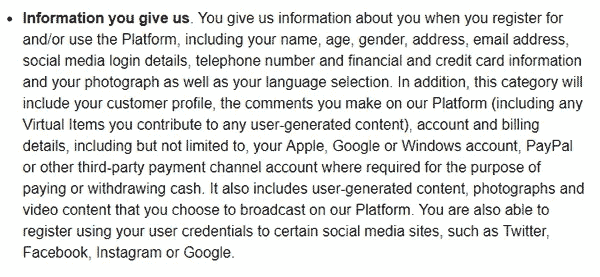 • Information you give us. You give us information about you when you register for
and/or use the Platform, including your name, age, gender, address, email address,
social media login details, telephone number and financial and credit card information
and your photograph as well as your language selection. In addition, this category will
include your customer profile, the comments you make on our Platform (including any
Virtual Items you contribute to any user-generated content), account and billing
details, including but not limited to, your Apple, Google or Windows account, PayPal
or other third-party payment channel account where required for the purpose of
paying or withdrawing cash. It also includes user-generated content, photographs and
video content that you choose to broadcast on our Platform. You are also able to
register using your user credentials to certain social media sites, such as Twitter,
Facebook, Instagram or Google.